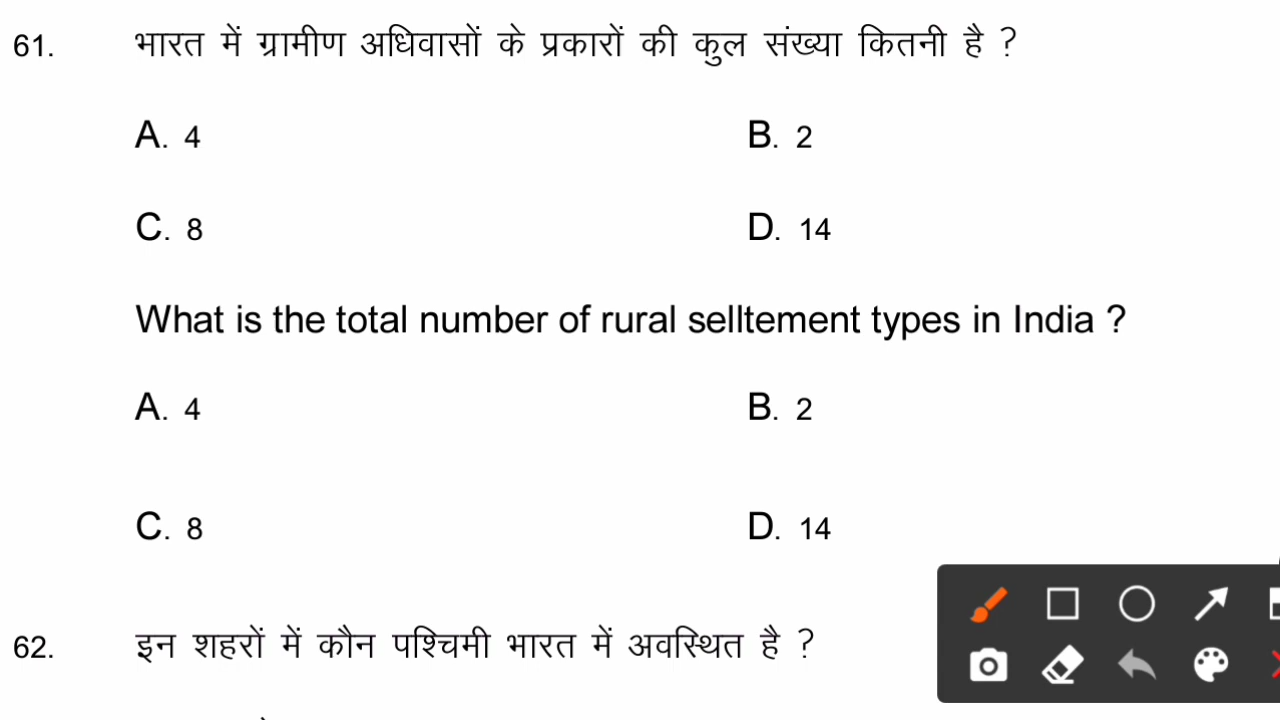 61. भारत में ग्रामीण अधिवासों के प्रकारों की कुल संख्या कितनी है ?
A. 4 B. 2
C. 8 D. 14
What is the total number of rural selltement types in India ?
A. 4 B. 2
C. 8 D. 14
62. इन शहरों में कौन पश्चिमी भारत में अवस्थित है ?